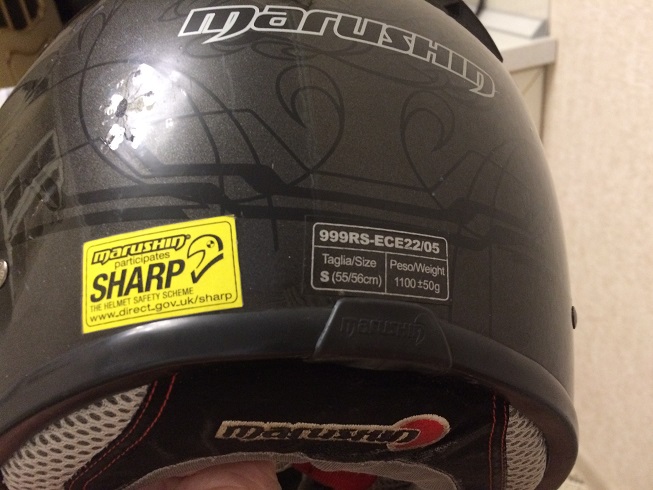 marushin
marushin
participates
SHARP
THE HELMET SAFETY SCHEME
www.direct.gov.uk/sharp
999RS-ECE22/05
Taglia/Size
S (55/56cm)
Peso/Weight
1100 ±50g
marushin
marushin